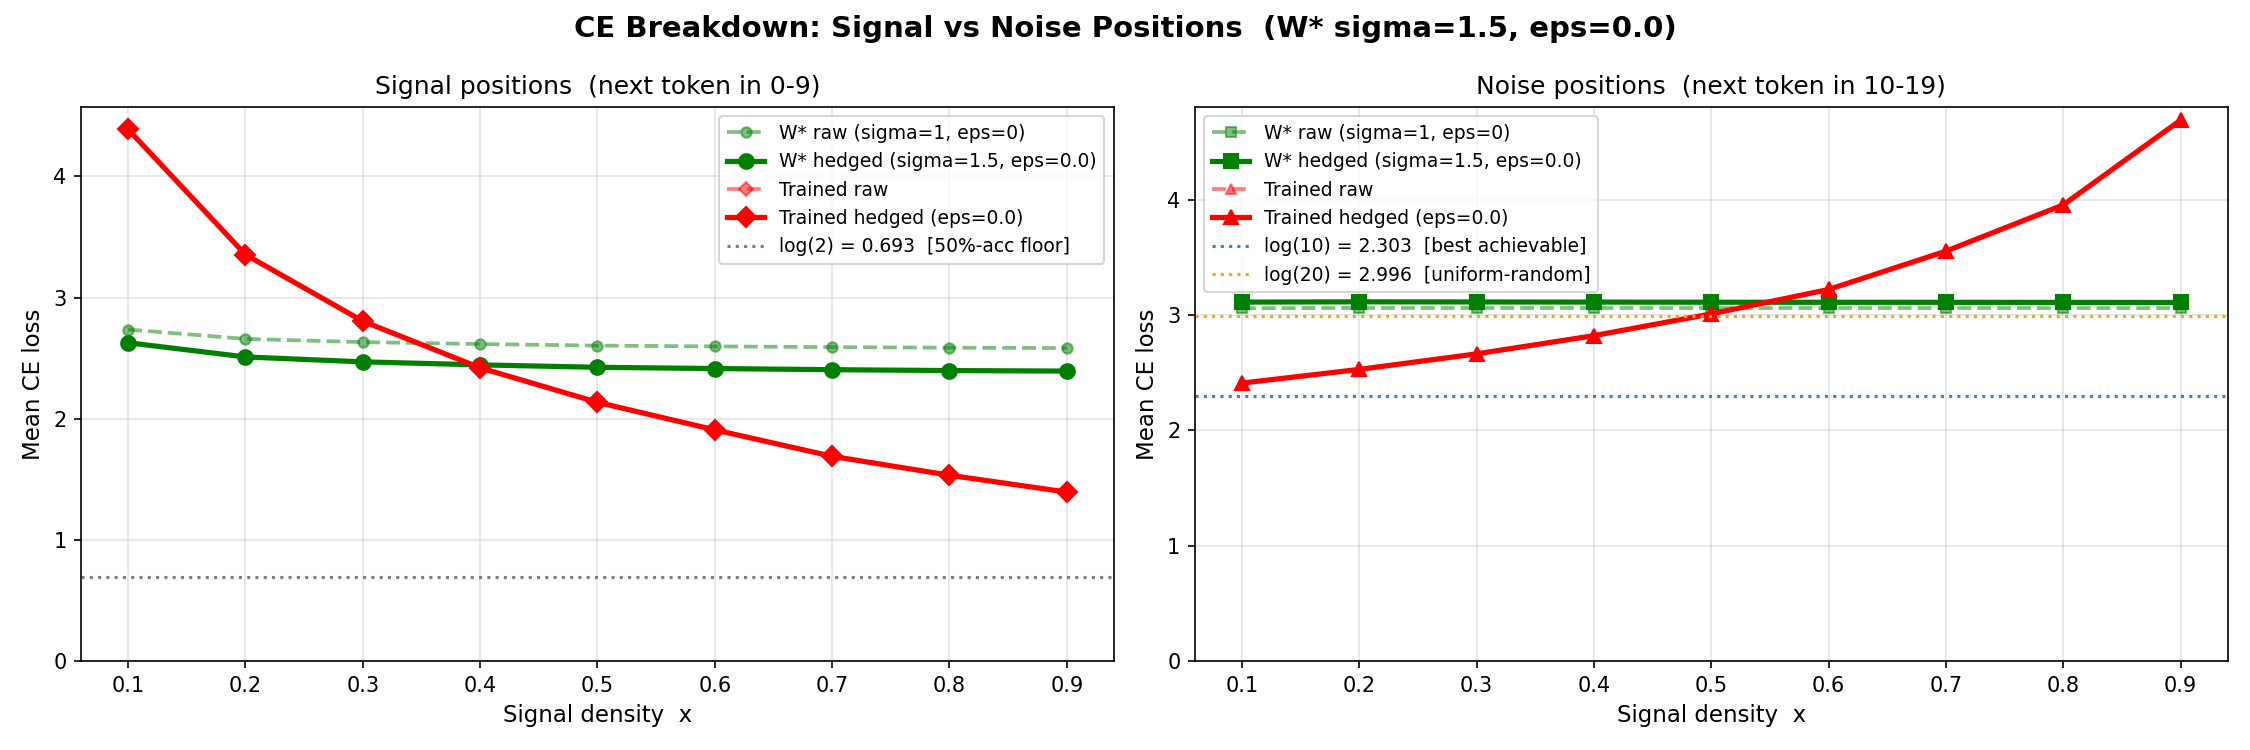 CE Breakdown: Signal vs Noise Positions  (W* sigma=1.5, eps=0.0)
Signal positions  (next token in 0-9)
Mean CE loss
4
3
2
1
0
W* raw (sigma=1, eps=0)
W* hedged (sigma=1.5, eps=0.0)
Trained raw
Trained hedged (eps=0.0)
log(2) = 0.693  [50%-acc floor]
0.1 0.2 0.3 0.4 0.5 0.6 0.7 0.8 0.9
Signal density  x
Noise positions  (next token in 10-19)
Mean CE loss
4
3
2
1
0
W* raw (sigma=1, eps=0)
W* hedged (sigma=1.5, eps=0.0)
Trained raw
Trained hedged (eps=0.0)
log(10) = 2.303  [best achievable]
log(20) = 2.996  [uniform-random]
0.1 0.2 0.3 0.4 0.5 0.6 0.7 0.8 0.9
Signal density  x